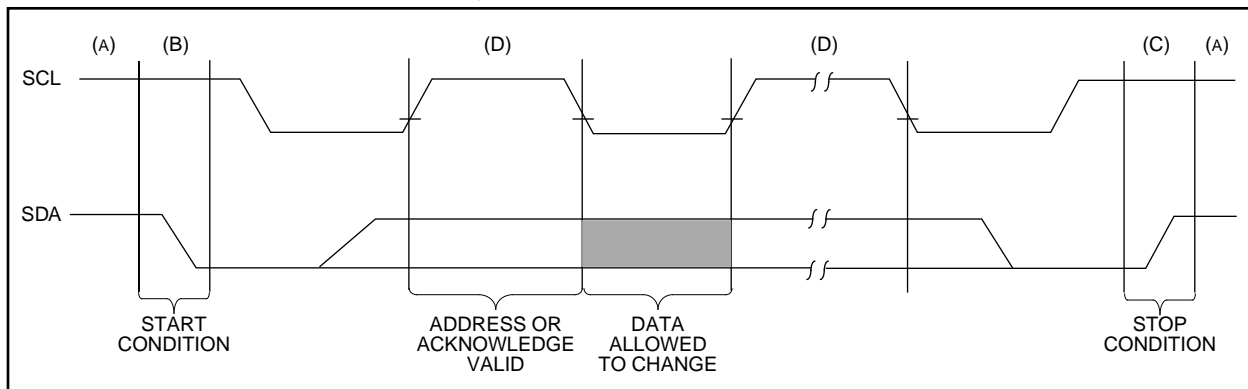 (A) (B) (D) (D) (C) (A)
SCL
SDA
START
CONDITION
ADDRESS OR
ACKNOWLEDGE
VALID
DATA
ALLOWED
TO CHANGE
STOP
CONDITION